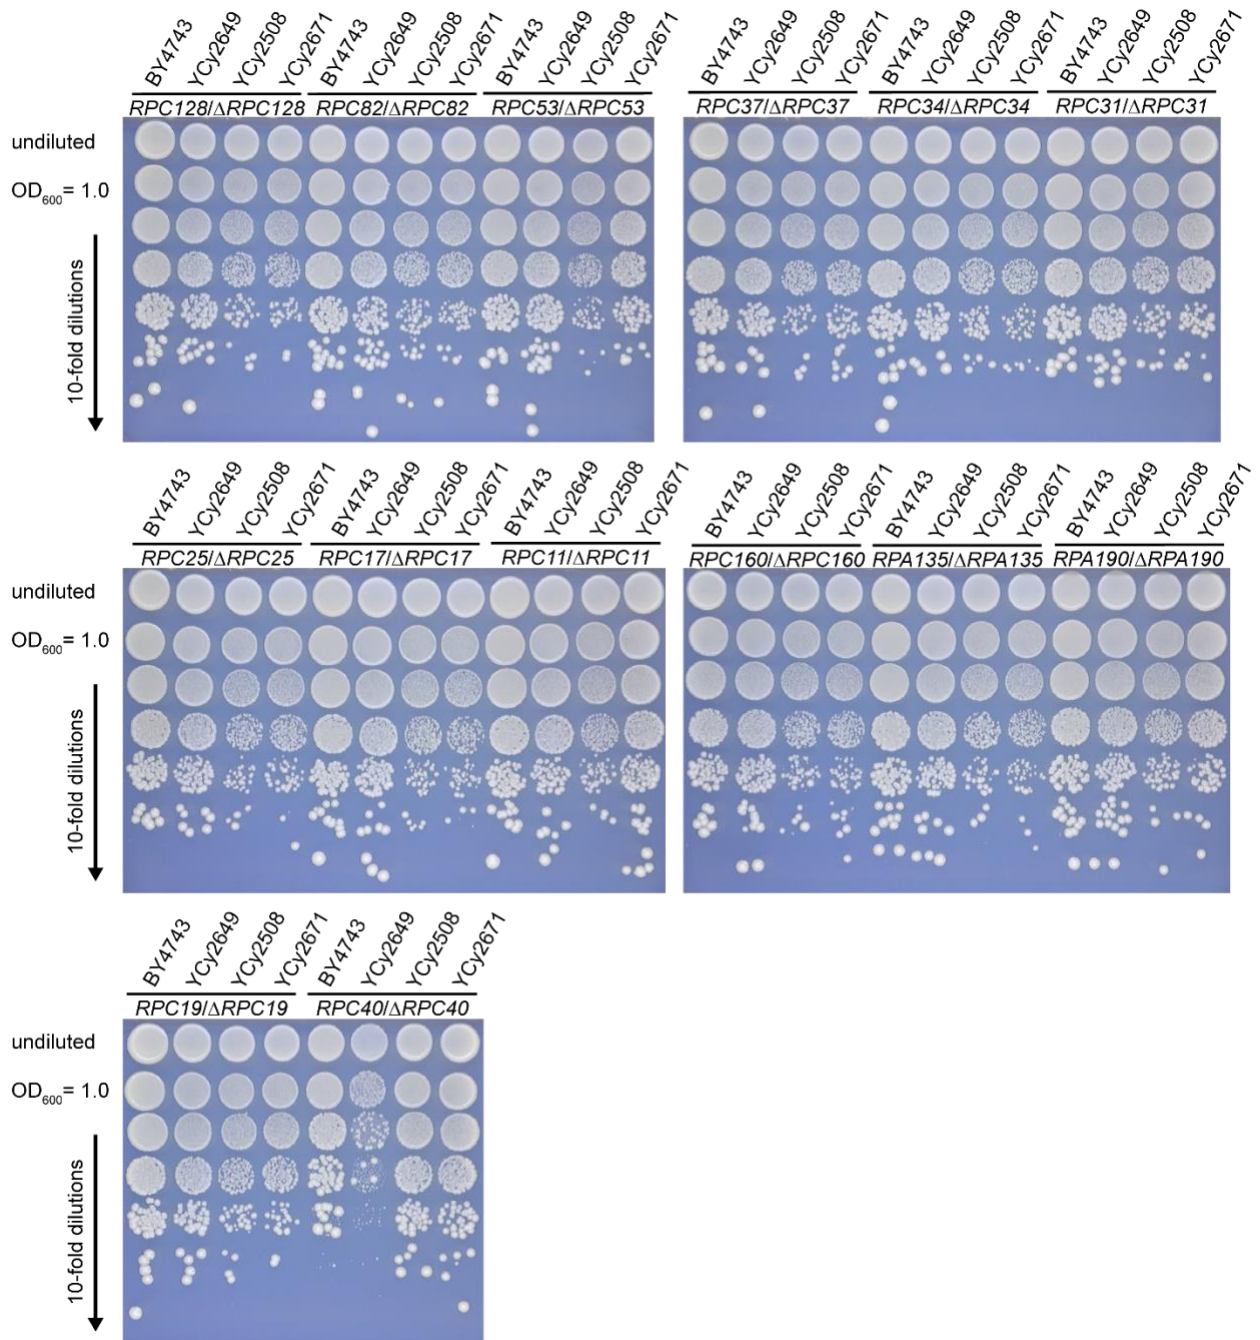 BY4743 YCy2649 YCy2508 YCy2671 BY4743 YCy2649 YCy2508 YCy2671 BY4743 YCy2649 YCy2508 YCy2671 BY4743 YCy2649 YCy2508 YCy2671 BY4743 YCy2649 YCy2508 YCy2671 BY4743 YCy2649 YCy2508 YCy2671
RPC128/ΔRPC128 RPC82/ΔRPC82 RPC53/ΔRPC53 RPC37/ΔRPC37 RPC34/ΔRPC34 RPC31/ΔRPC31
undiluted
OD600= 1.0
10-fold dilutions
BY4743 YCy2649 YCy2508 YCy2671 BY4743 YCy2649 YCy2508 YCy2671 BY4743 YCy2649 YCy2508 YCy2671 BY4743 YCy2649 YCy2508 YCy2671 BY4743 YCy2649 YCy2508 YCy2671 BY4743 YCy2649 YCy2508 YCy2671
RPC25/ΔRPC25 RPC17/ΔRPC17 RPC11/ΔRPC11 RPC160/ΔRPC160 RPA135/ΔRPA135 RPA190/ΔRPA190
undiluted
OD600= 1.0
10-fold dilutions
BY4743 YCy2649 YCy2508 YCy2671 BY4743 YCy2649 YCy2508 YCy2671
RPC19/ΔRPC19 RPC40/ΔRPC40
undiluted
OD600= 1.0
10-fold dilutions